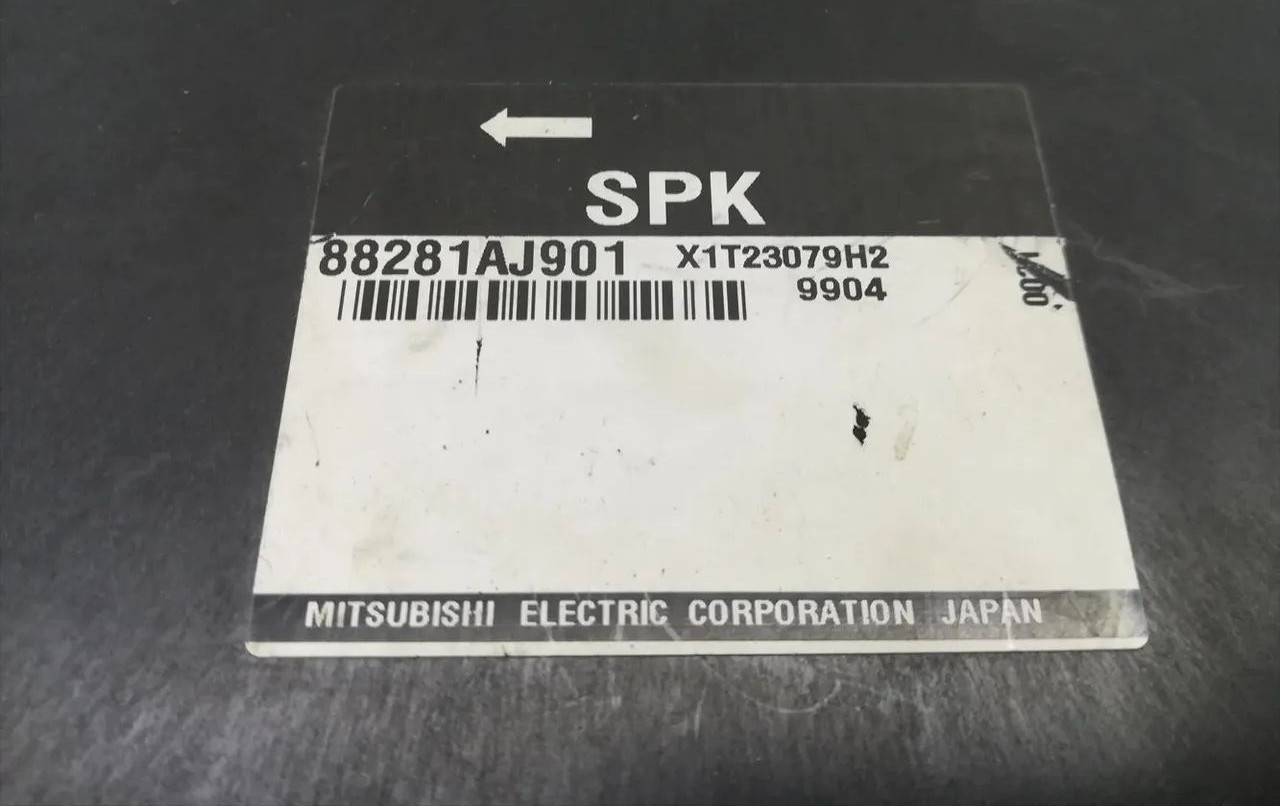 SPK
88281AJ901 X1T23079H2
9904
MITSUBISHI ELECTRIC CORPORATION JAPAN